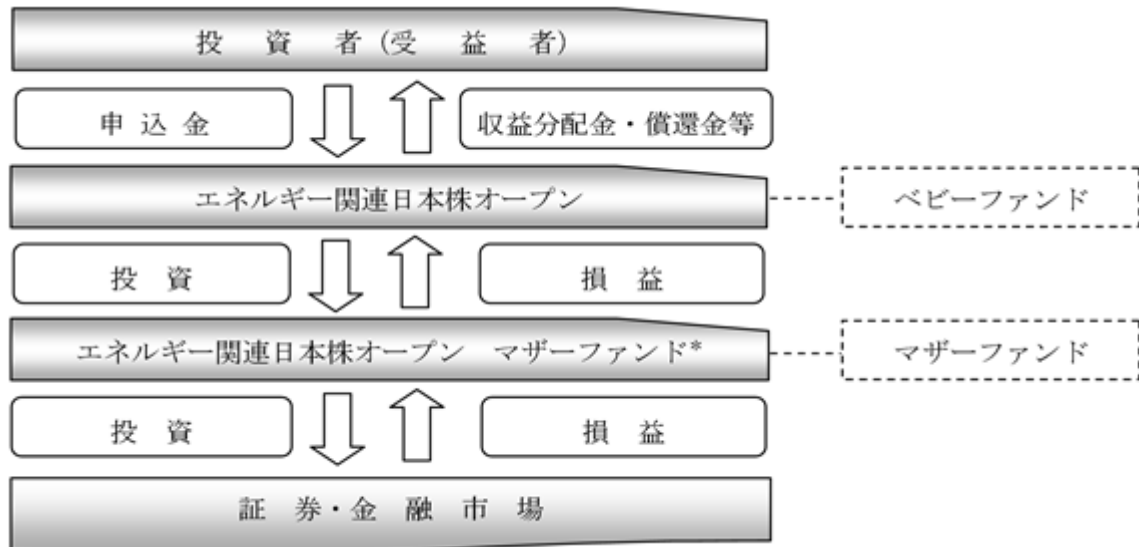 投資者(受益者)
申込金
収益分配金・償還金等
エネルギー関連日本株オープン
ベビーファンド
投資
損益
エネルギー関連日本株オープン マザーファンド*
マザーファンド
投資
損益
証券・金融市場